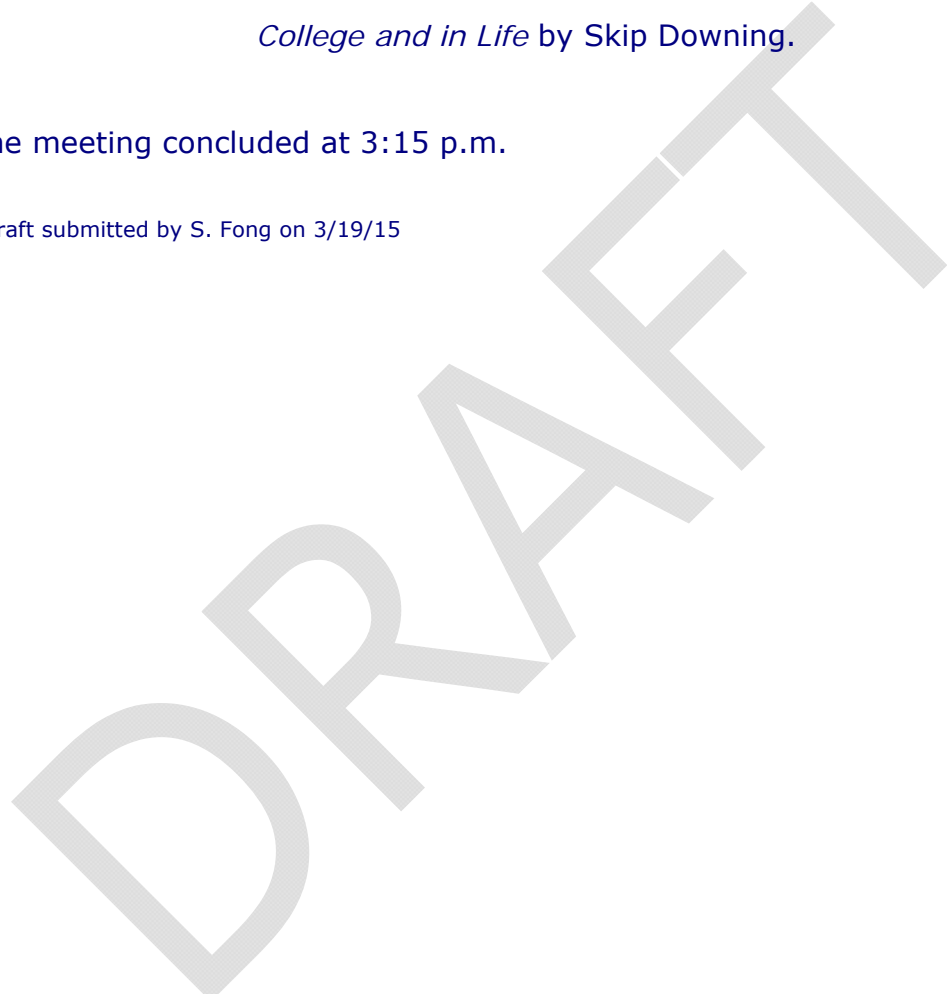 College and in Life by Skip Downing.
he meeting concluded at 3:15 p.m.
raft submitted by S. Fong on 3/19/15
DRAFT